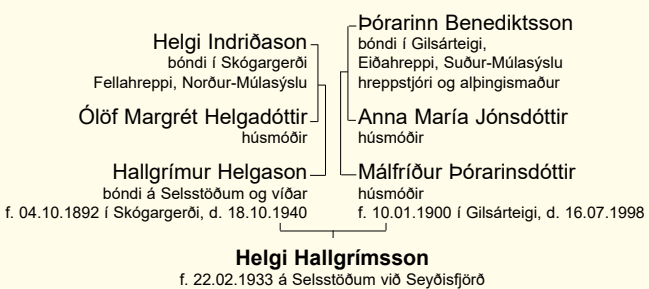 Helgi Indriðason
bóndi í Skógargerði
Fellahreppi, Norður-Múlasýslu
Ólöf Margrét Helgadóttir
húsmóðir
Hallgrímur Helgason
bóndi á Selsstöðum og víðar
f. 04.10.1892 í Skógargerði, d. 18.10.1940
Þórarinn Benediktsson
bóndi í Gilsárteigi,
Eiðahreppi, Suður-Múlasýslu
hreppstjóri og alþingismaður
Anna María Jónsdóttir
húsmóðir
Málfríður Þórarinsdóttir
húsmóðir
f. 10.01.1900 í Gilsárteigi, d. 16.07.1998
Helgi Hallgrímsson
f. 22.02.1933 á Selsstöðum við Seyðisfjörð